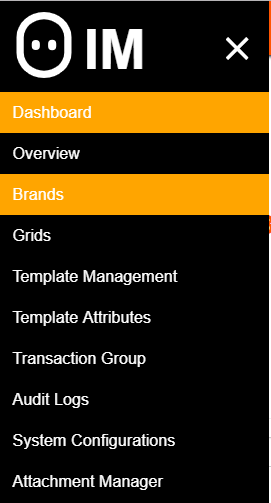 IM
Dashboard
Overview
Brands
Grids
Template Management
Template Attributes
Transaction Group
Audit Logs
System Configurations
Attachment Manager